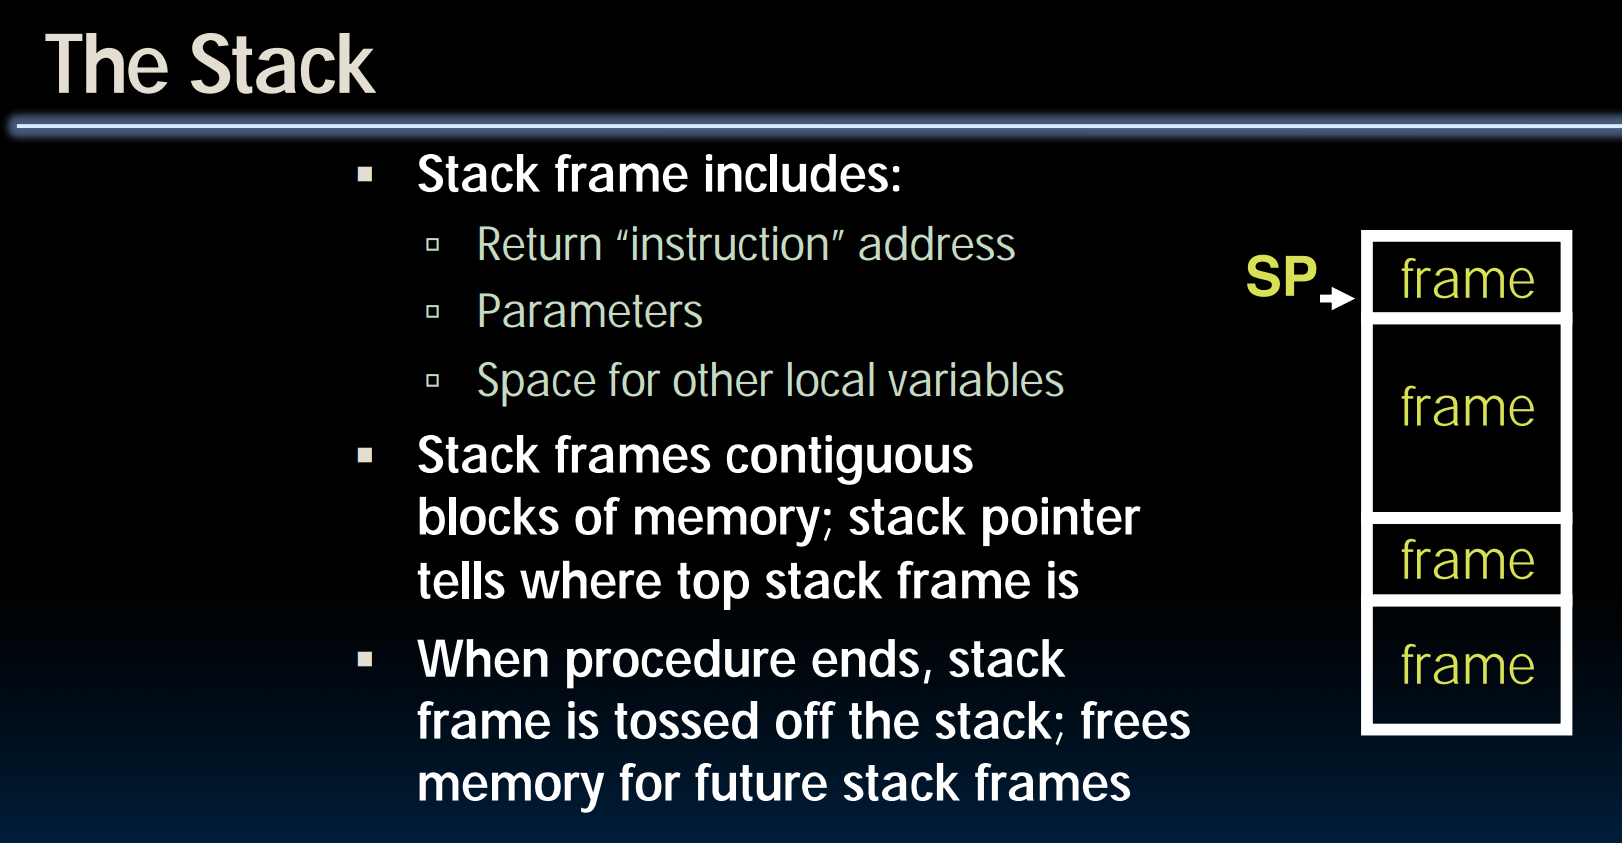 The Stack
Stack frame includes:
Return “instruction” address
Parameters
Space for other local variables
Stack frames contiguous
blocks of memory; stack pointer
tells where top stack frame is
When procedure ends, stack
frame is tossed off the stack; frees
memory for future stack frames
SP
frame
frame
frame
frame